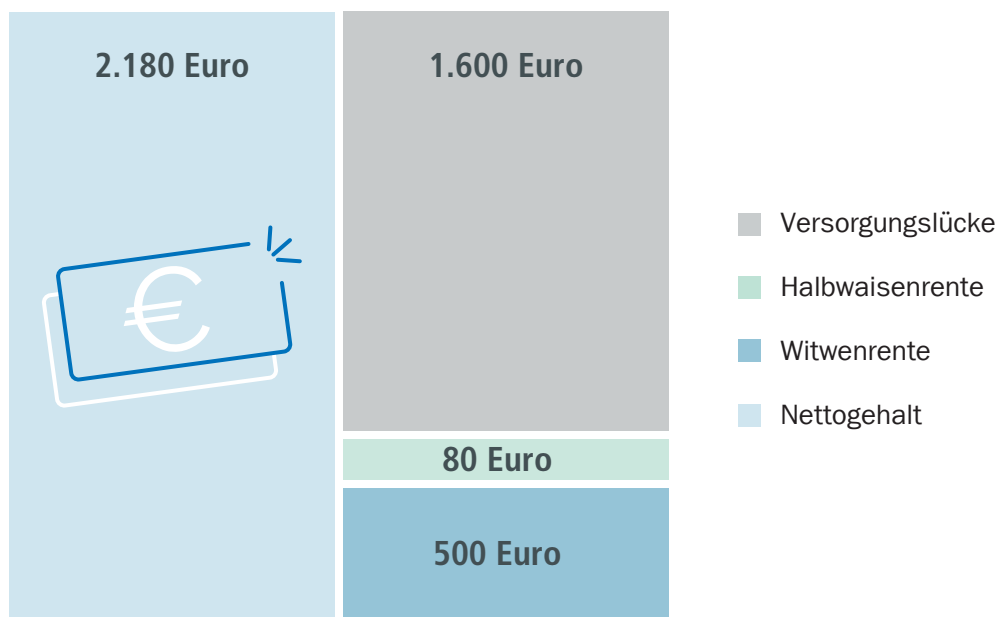 2.180 Euro
1.600 Euro
80 Euro
500 Euro
Versorgungslücke
Halbwaisenrente
Witwenrente
Nettogehalt
€